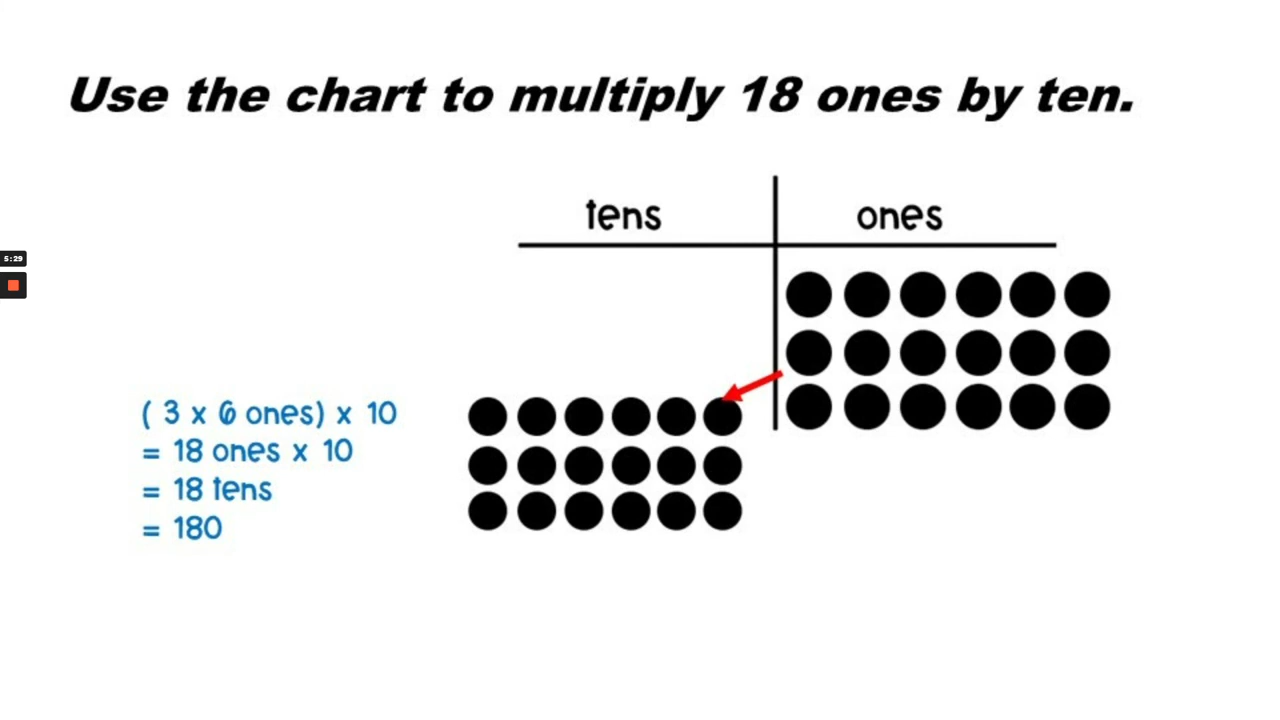 Use the chart to multiply 18 ones by ten.
tens ones
5:29
( 3 x 6 ones) x 10
= 18 ones x 10
= 18 tens
= 180